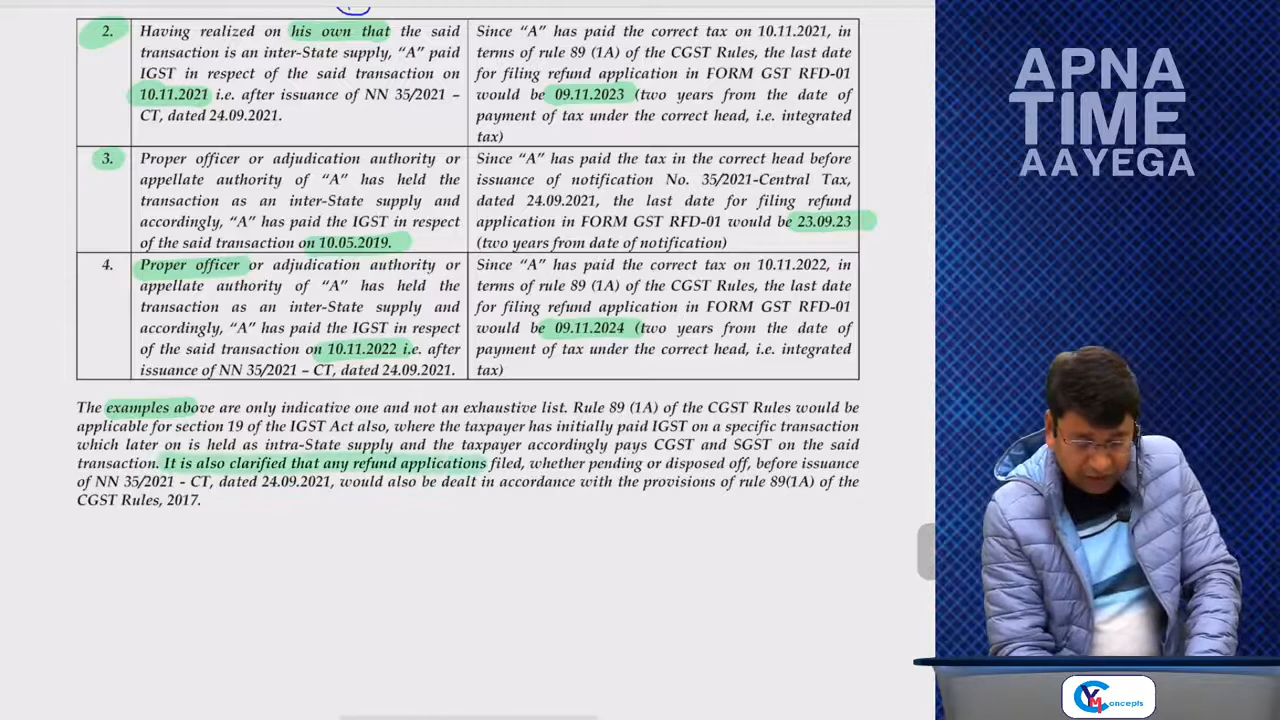 2.
Having realized on his own that the said
transaction is an inter-State supply, “A” paid
IGST in respect of the said transaction on
10.11.2021 i.e. after issuance of NN 35/2021 –
CT, dated 24.09.2021.
Since “A” has paid the correct tax on 10.11.2021, in
terms of rule 89 (1A) of the CGST Rules, the last date
for filing refund application in FORM GST RFD-01
would be 09.11.2023 (two years from the date of
payment of tax under the correct head, i.e. integrated
tax)
3.
Proper officer or adjudication authority or
appellate authority of “A” has held the
transaction as an inter-State supply and
accordingly, “A” has paid the IGST in respect
of the said transaction on 10.05.2019.
Since “A” has paid the tax in the correct head before
issuance of notification No. 35/2021-Central Tax,
dated 24.09.2021, the last date for filing refund
application in FORM GST RFD-01 would be 23.09.23
(two years from date of notification)
4.
Proper officer or adjudication authority or
appellate authority of “A” has held the
transaction as an inter-State supply and
accordingly, “A” has paid the IGST in respect
of the said transaction on 10.11.2022 i.e. after
issuance of NN 35/2021 – CT, dated 24.09.2021.
Since “A” has paid the correct tax on 10.11.2022, in
terms of rule 89 (1A) of the CGST Rules, the last date
for filing refund application in FORM GST RFD-01
would be 09.11.2024 (two years from the date of
payment of tax under the correct head, i.e. integrated
tax)
The examples above are only indicative one and not an exhaustive list. Rule 89 (1A) of the CGST Rules would be
applicable for section 19 of the IGST Act also, where the taxpayer has initially paid IGST on a specific transaction
which later on is held as intra-State supply and the taxpayer accordingly pays CGST and SGST on the said
transaction. It is also clarified that any refund applications filed, whether pending or disposed off, before issuance
of NN 35/2021 - CT, dated 24.09.2021, would also be dealt in accordance with the provisions of rule 89(1A) of the
CGST Rules, 2017.
APNA
TIME
AAYEGA
YM Concepts